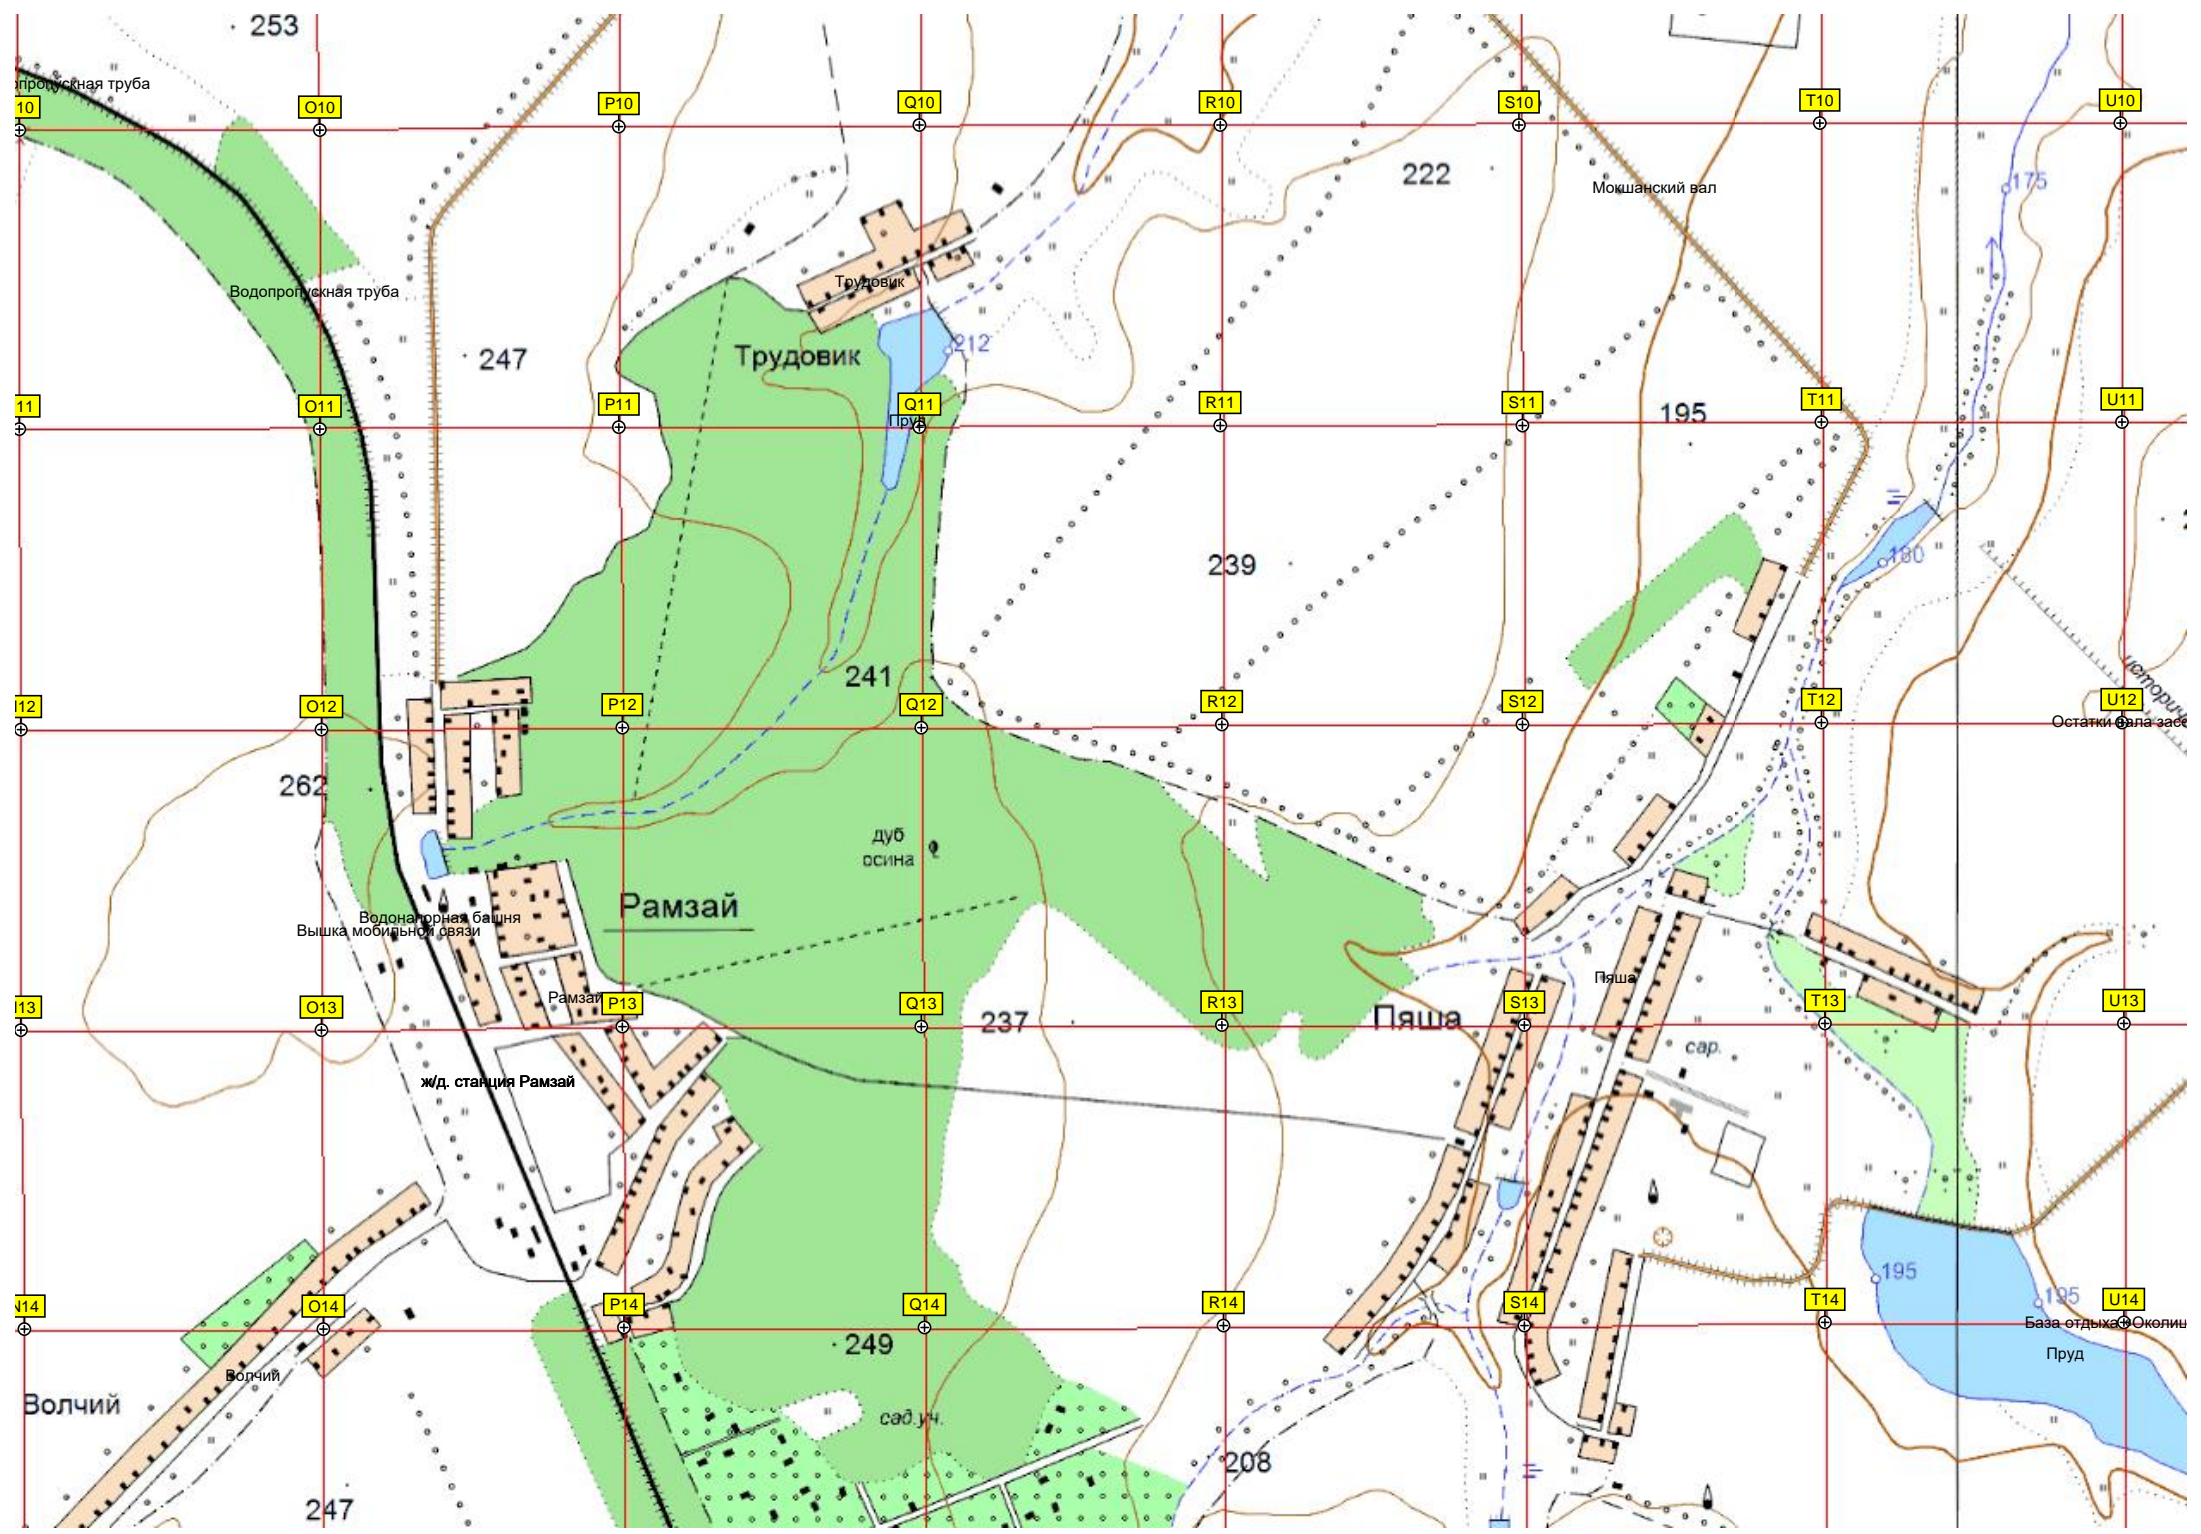 253
опропускная труба
10
O10
P10
Q10
R10
S10
T10
U10
222
Мокшанский вал
175
Водопропускная труба
Трудовик
247
Трудовик
212
11
O11
P11
Q11
R11
S11
T11
U11
195
Пруд
239
180
241
историч
12
O12
P12
Q12
R12
S12
T12
U12
Остатки вала засе
262
дуб
осина
Рамзай
Водонапорная башня
Вышка мобильной связи
Пяша
Рамзай
13
O13
P13
Q13
R13
S13
T13
U13
237
Пяша
сар.
ж/д. станция Рамзай
195
195
N14
O14
P14
Q14
R14
S14
T14
U14
База отдыха Околиц
249
Пруд
Волчий
Волчий
сад.уч.
208
247